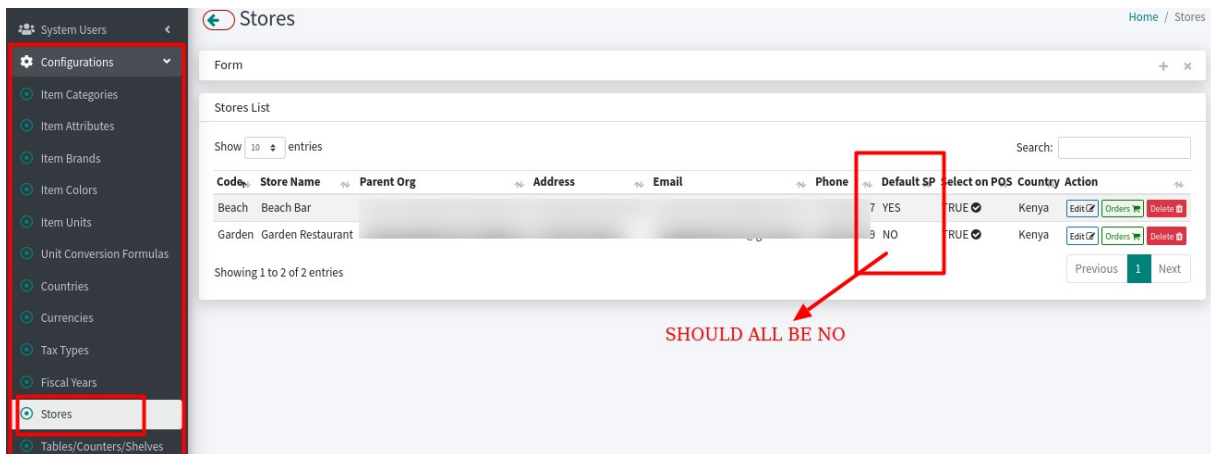 System Users
Stores
Home / Stores
Configurations
Form
Item Categories
Stores List
Item Attributes
Show 10 entries
Search:
Item Brands
Code Store Name Parent Org Address Email Phone Default SP Select on POS Country Action
Item Colors
Beach Beach Bar 7 YES TRUE Kenya Edit Orders Delete
Item Units
Garden Garden Restaurant 9 NO TRUE Kenya Edit Orders Delete
Unit Conversion Formulas
Showing 1 to 2 of 2 entries
Previous 1 Next
Countries
Currencies
SHOULD ALL BE NO
Tax Types
Fiscal Years
Stores
Tables/Counters/Shelves